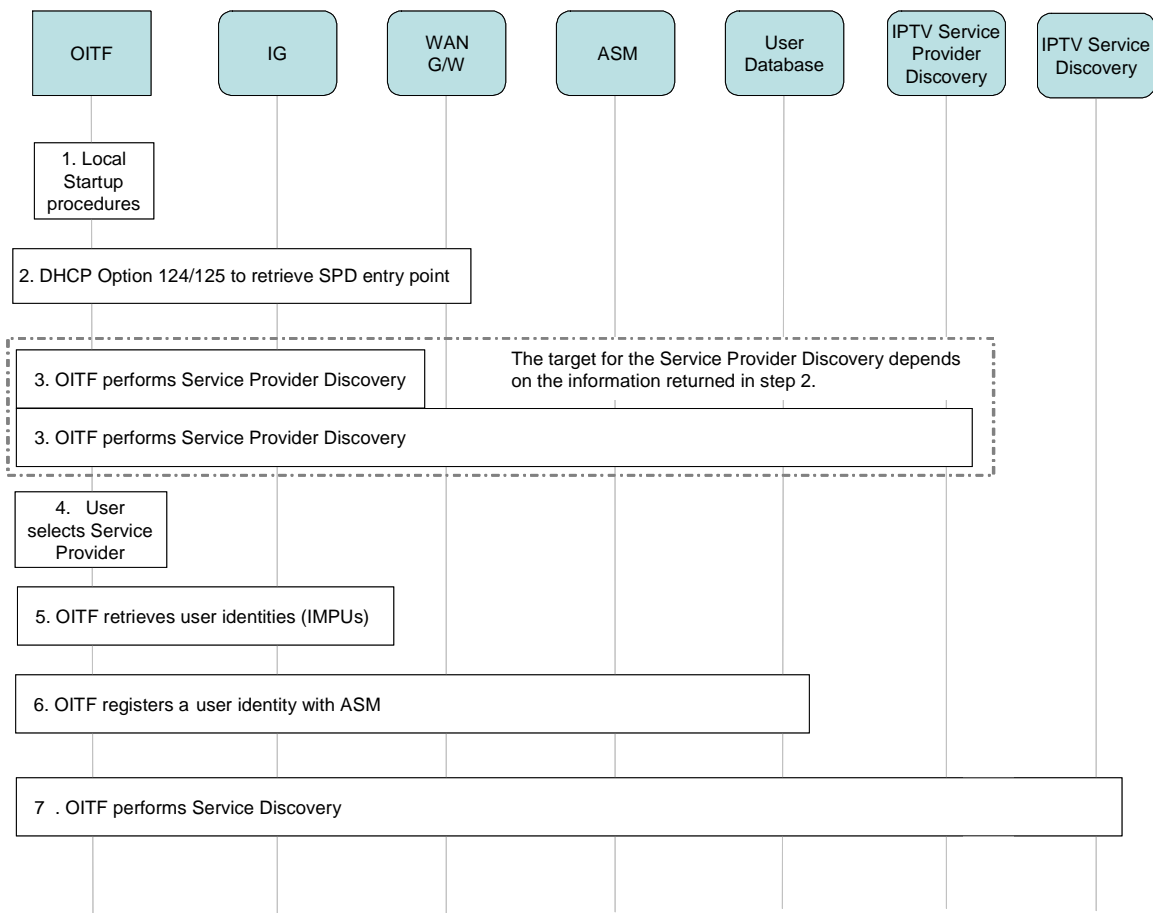 OITF
IG
WAN
G/W
ASM
User
Database
IPTV Service
Provider
Discovery
IPTV Service
Discovery
1. Local
Startup
procedures
2. DHCP Option 124/125 to retrieve SPD entry point
The target for the Service Provider Discovery depends
on the information returned in step 2.
3. OITF performs Service Provider Discovery
3. OITF performs Service Provider Discovery
4. User
selects Service
Provider
5. OITF retrieves user identities (IMPUs)
6. OITF registers a user identity with ASM
7 . OITF performs Service Discovery